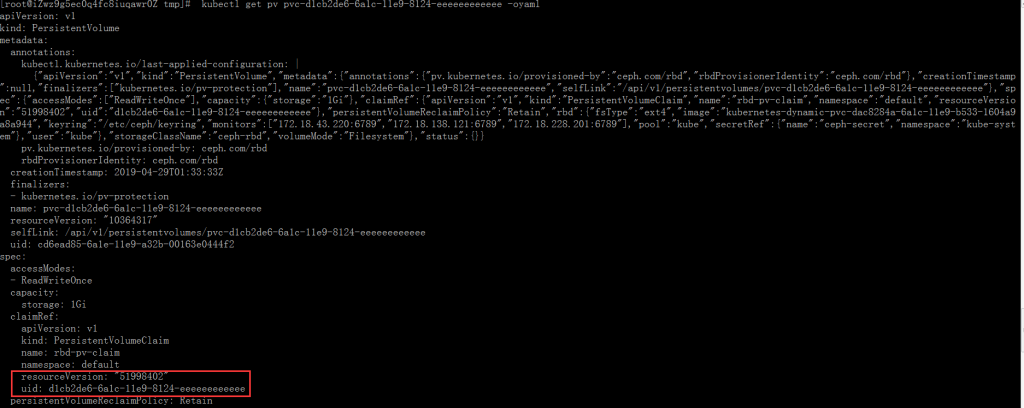 [root@iZwz9g5ec0q4fc8iuqawr0Z tmp]#  kubectl get pv pvc-d1cb2de6-6a1c-11e9-8124-eeeeeeeeeeee -oyaml
apiVersion: v1
kind: PersistentVolume
metadata:
  annotations:
    kubectl.kubernetes.io/last-applied-configuration: |
      {"apiVersion":"v1","kind":"PersistentVolume","metadata":{"annotations":{"pv.kubernetes.io/provisioned-by":"ceph.com/rbd","rbdProvisionerIdentity":"ceph.com/rbd"},"creationTimestamp
":null,"finalizers":["kubernetes.io/pv-protection"],"name":"pvc-d1cb2de6-6a1c-11e9-8124-eeeeeeeeeeee","selfLink":"/api/v1/persistentvolumes/pvc-d1cb2de6-6a1c-11e9-8124-eeeeeeeeeeee"},"sp
ec":{"accessModes":["ReadWriteOnce"],"capacity":{"storage":"1Gi"},"claimRef":{"apiVersion":"v1","kind":"PersistentVolumeClaim","name":"rbd-pv-claim","namespace":"default","resourceVersio
n":"51998402","uid":"d1cb2de6-6a1c-11e9-8124-eeeeeeeeeeee"},"persistentVolumeReclaimPolicy":"Retain","rbd":{"fsType":"ext4","image":"kubernetes-dynamic-pvc-dac8284a-6a1c-11e9-b533-1604a9
a8a944","keyring":"/etc/ceph/keyring","monitors":["172.18.43.220:6789","172.18.138.121:6789","172.18.228.201:6789"],"pool":"kube","secretRef":{"name":"ceph-secret","namespace":"kube-syst
em"},"user":"kube"},"storageClassName":"ceph-rbd","volumeMode":"Filesystem"},"status":{}}
    pv.kubernetes.io/provisioned-by: ceph.com/rbd
    rbdProvisionerIdentity: ceph.com/rbd
  creationTimestamp: 2019-04-29T01:33:33Z
  finalizers:
  - kubernetes.io/pv-protection
  name: pvc-d1cb2de6-6a1c-11e9-8124-eeeeeeeeeeee
  resourceVersion: "10364317"
  selfLink: /api/v1/persistentvolumes/pvc-d1cb2de6-6a1c-11e9-8124-eeeeeeeeeeee
  uid: cd6ead85-6a1e-11e9-a32b-00163e0444f2
spec:
  accessModes:
  - ReadWriteOnce
  capacity:
    storage: 1Gi
  claimRef:
    apiVersion: v1
    kind: PersistentVolumeClaim
    name: rbd-pv-claim
    namespace: default
    resourceVersion: "51998402"
    uid: d1cb2de6-6a1c-11e9-8124-eeeeeeeeeeee
  persistentVolumeReclaimPolicy: Retain